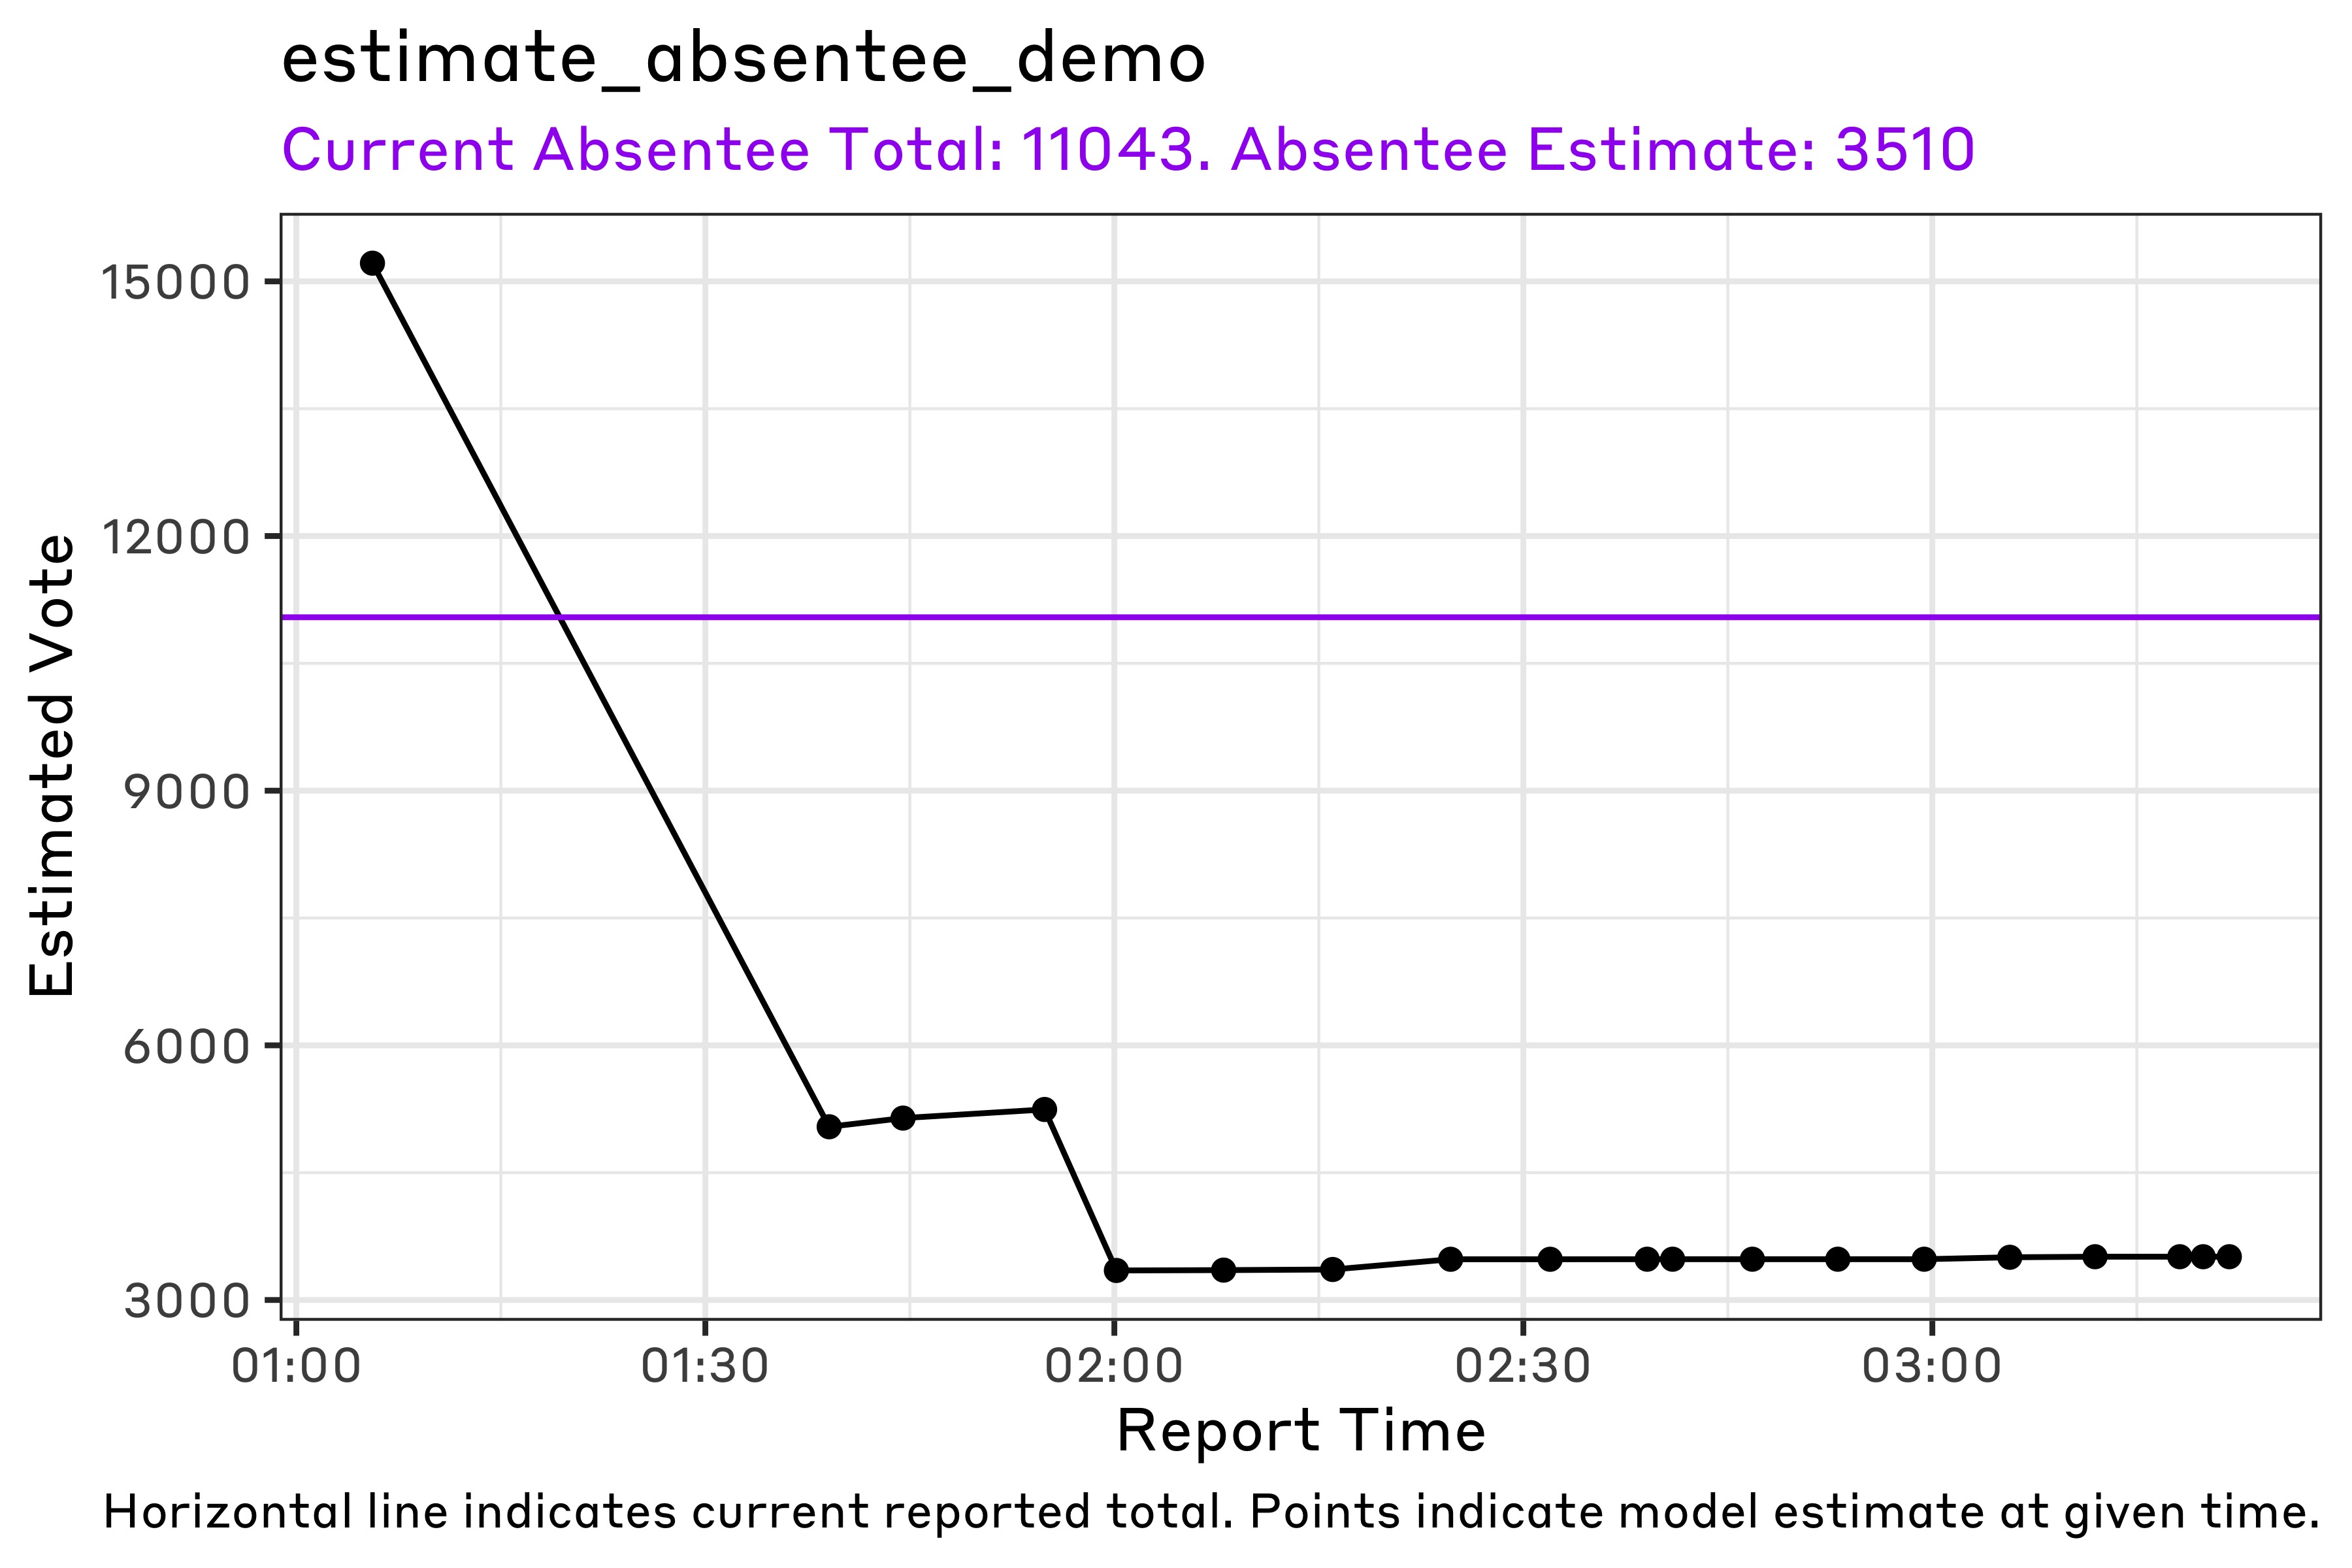 estimate_absentee_demo
Current Absentee Total: 11043. Absentee Estimate: 3510
Estimated Vote
15000
12000
9000
6000
3000
01:00 01:30 02:00 02:30 03:00
Report Time
Horizontal line indicates current reported total. Points indicate model estimate at given time.